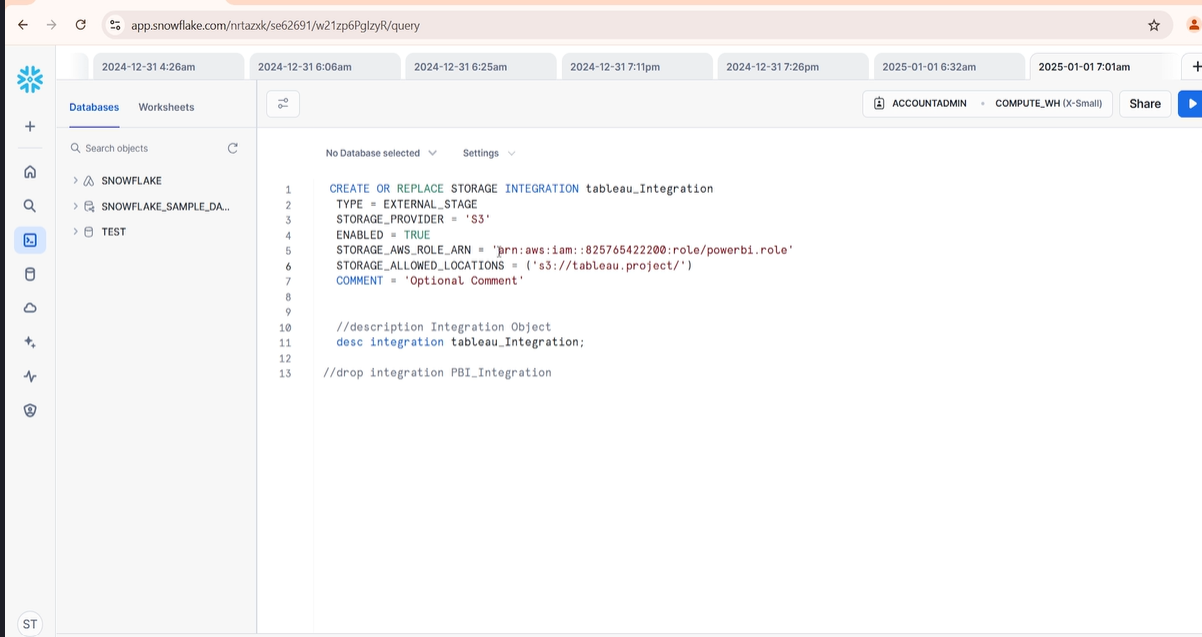 app.snowflake.com/nrtazxk/se62691/w21zp6PgIzyR/query
2024-12-31 4:26am
2024-12-31 6:06am
2024-12-31 6:25am
2024-12-31 7:11pm
2024-12-31 7:26pm
2025-01-01 6:32am
2025-01-01 7:01am
Databases
Worksheets
ACCOUNTADMIN
COMPUTE_WH (X-Small)
Share
Search objects
SNOWFLAKE
SNOWFLAKE_SAMPLE_DA...
TEST
No Database selected
Settings
1 CREATE OR REPLACE STORAGE INTEGRATION tableau_Integration
2 TYPE = EXTERNAL_STAGE
3 STORAGE_PROVIDER = 'S3'
4 ENABLED = TRUE
5 STORAGE_AWS_ROLE_ARN = 'arn:aws:iam::825765422200:role/powerbi.role'
6 STORAGE_ALLOWED_LOCATIONS = ('s3://tableau.project/')
7 COMMENT = 'Optional Comment'
8
9
10 //description Integration Object
11 desc integration tableau_Integration;
12
13 //drop integration PBI_Integration
ST